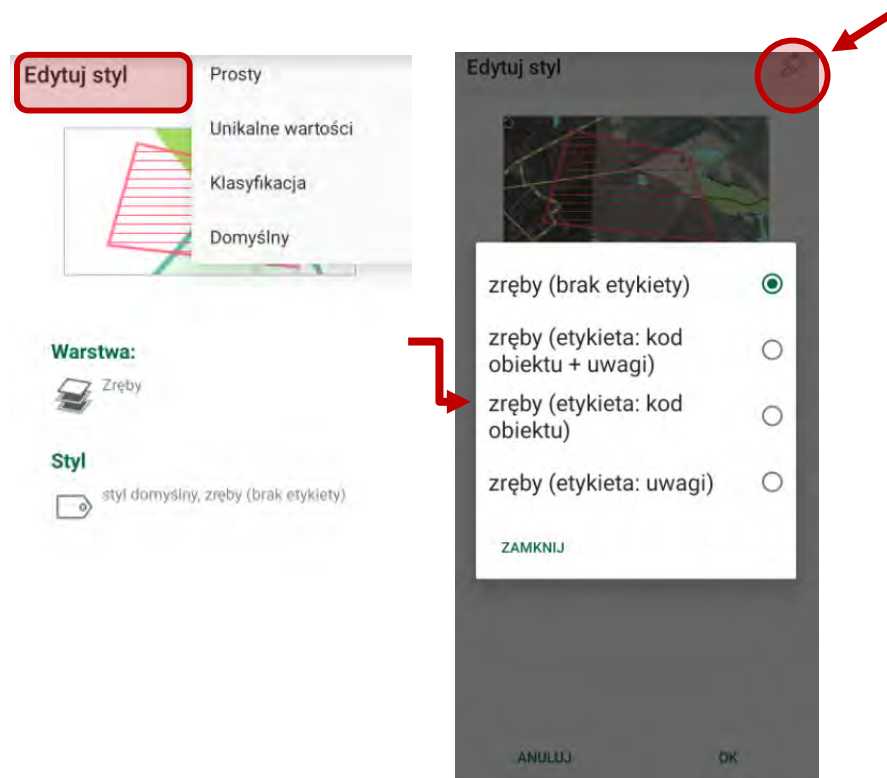 Edytuj styl
Prosty
Unikalne wartości
Klasyfikacja
Domyślny
Warstwa:
Zręby
Styl
styl domyślny, zręby (brak etykiety)
Edytuj styl
zręby (brak etykiety)
zręby (etykieta: kod
obiektu + uwagi)
zręby (etykieta: kod
obiektu)
zręby (etykieta: uwagi)
ZAMKNIJ
ANULUJ
OK